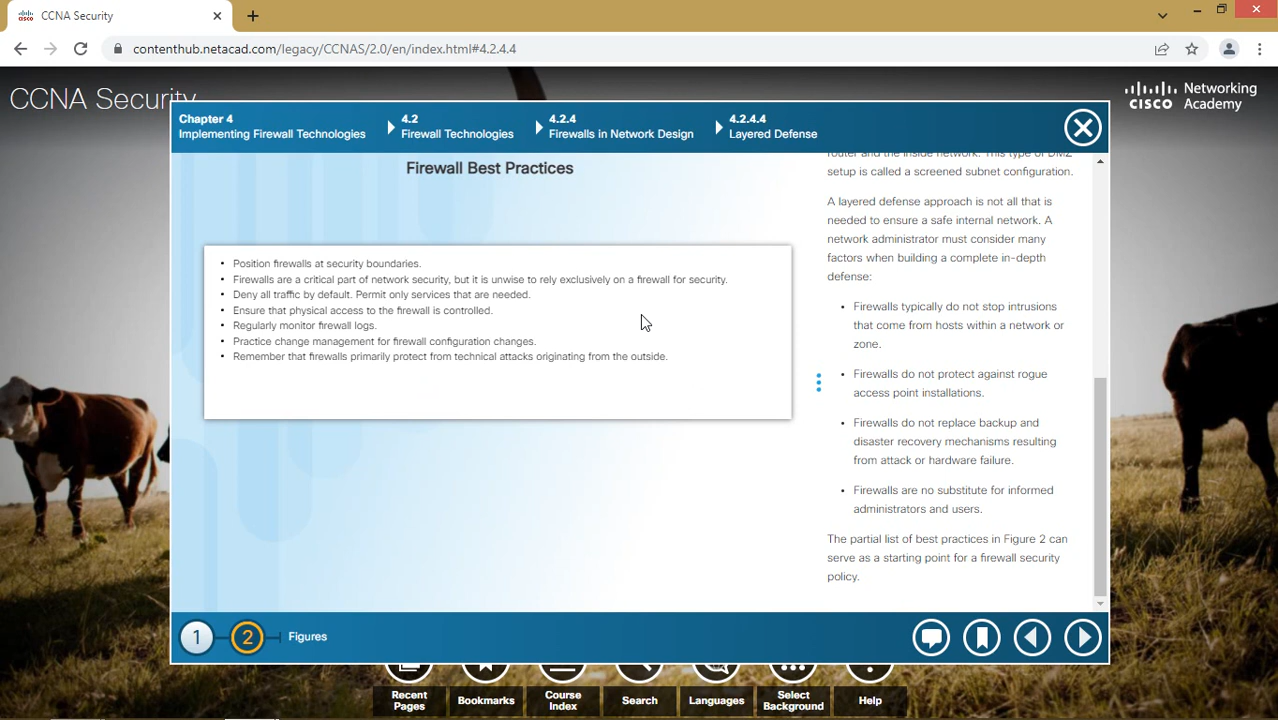 CCNA Security
contenthub.netacad.com/legacy/CCNAS/2.0/en/index.html#4.2.4.4
CCNA Security
Networking
CISCO Academy
Chapter 4
Implementing Firewall Technologies
4.2
Firewall Technologies
4.2.4
Firewalls in Network Design
4.2.4.4
Layered Defense
Firewall Best Practices
• Position firewalls at security boundaries.
• Firewalls are a critical part of network security, but it is unwise to rely exclusively on a firewall for security.
• Deny all traffic by default. Permit only services that are needed.
• Ensure that physical access to the firewall is controlled.
• Regularly monitor firewall logs.
• Practice change management for firewall configuration changes.
• Remember that firewalls primarily protect from technical attacks originating from the outside.
router and the inside network. This type of DMZ
setup is called a screened subnet configuration.
A layered defense approach is not all that is
needed to ensure a safe internal network. A
network administrator must consider many
factors when building a complete in-depth
defense:
• Firewalls typically do not stop intrusions
that come from hosts within a network or
zone.
• Firewalls do not protect against rogue
access point installations.
• Firewalls do not replace backup and
disaster recovery mechanisms resulting
from attack or hardware failure.
• Firewalls are no substitute for informed
administrators and users.
The partial list of best practices in Figure 2 can
serve as a starting point for a firewall security
policy.
1 2 Figures
Recent
Pages
Bookmarks
Course
Index
Search
Languages
Select
Background
Help